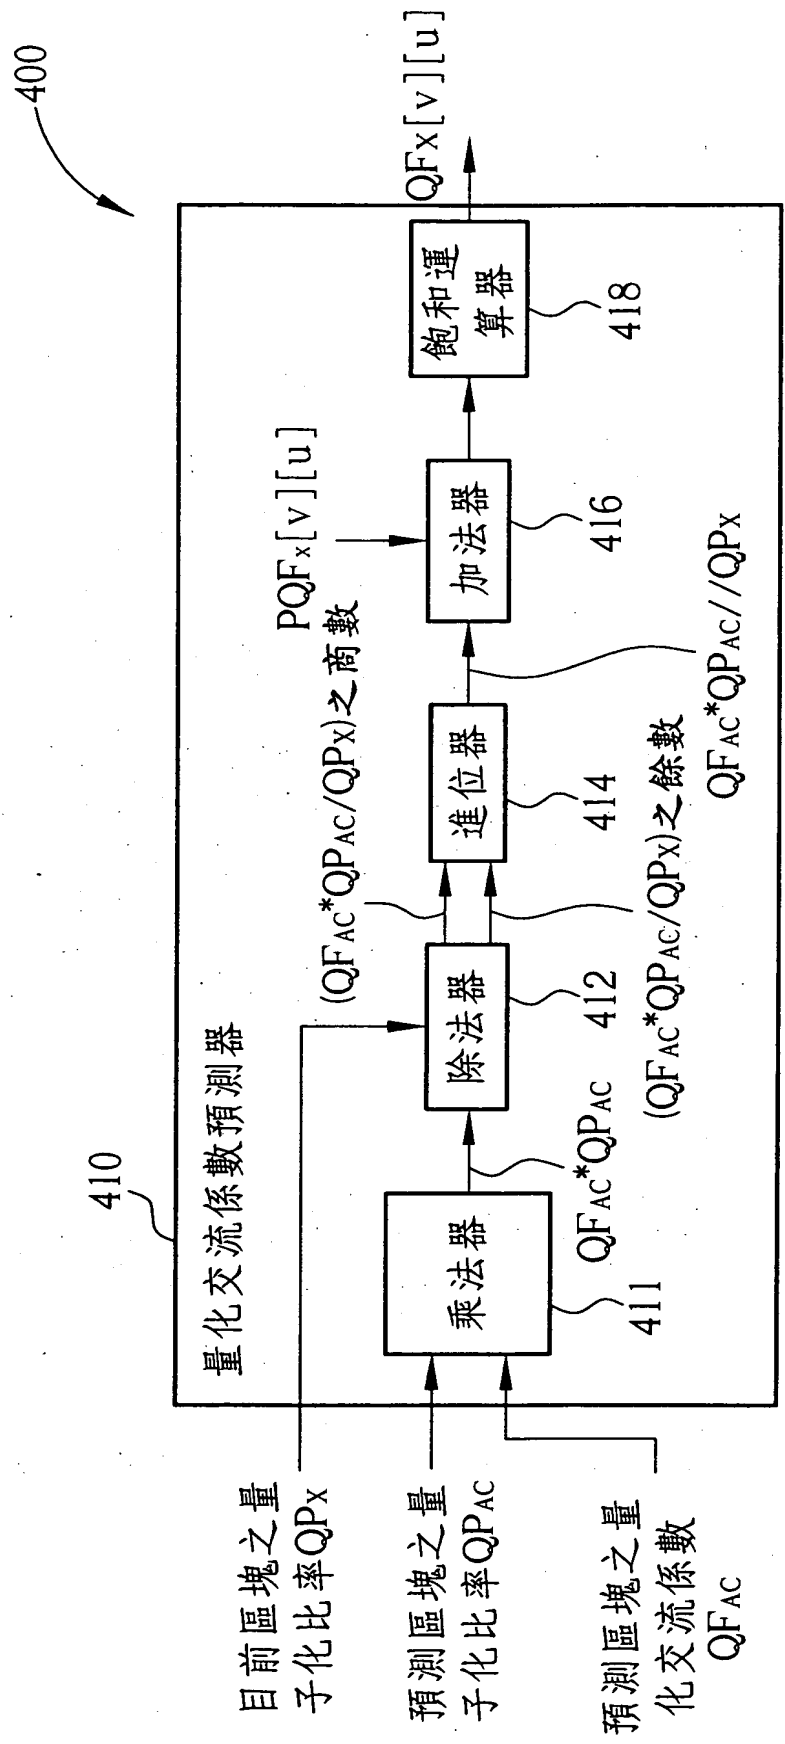 400
410
量化交流係數預測器
目前區塊之量
子化比率QPX
預測區塊之量
子化比率QPAC
預測區塊之量
化交流係數
QFAC
乘法器
411
QFAC*QPAC
除法器
412
(QFAC*QPAC/QPX)之商數
(QFAC*QPAC/QPX)之餘數
進位器
414
QFAC*QPAC//QPX
PQFX[v][u]
加法器
416
飽和運
算器
418
QFX[v][u]